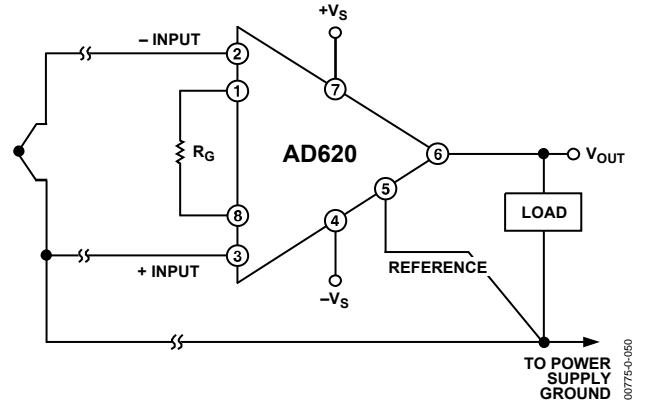 +VS
– INPUT
2
1
7
RG
AD620
6
VOUT
5
8
4
LOAD
3
+ INPUT
REFERENCE
–VS
TO POWER
SUPPLY
GROUND
00775-0-050